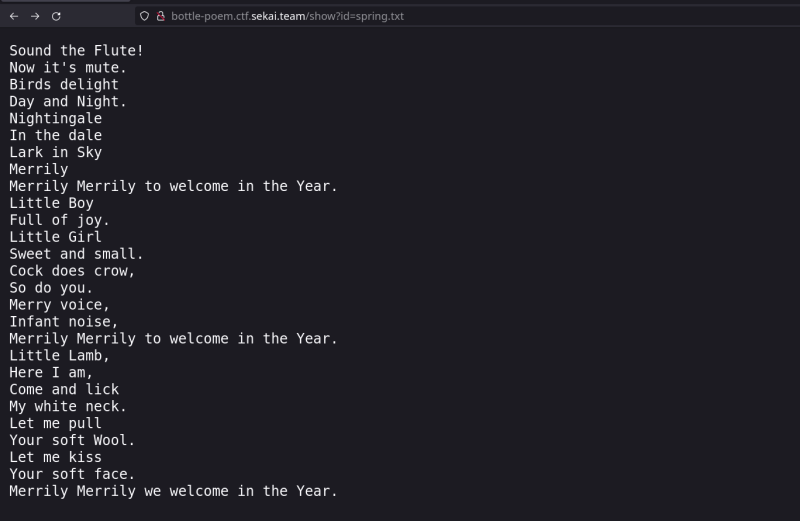 bottle-poem.ctf.sekai.team/show?id=spring.txt
Sound the Flute!
Now it's mute.
Birds delight
Day and Night.
Nightingale
In the dale
Lark in Sky
Merrily
Merrily Merrily to welcome in the Year.
Little Boy
Full of joy.
Little Girl
Sweet and small.
Cock does crow,
So do you.
Merry voice,
Infant noise,
Merrily Merrily to welcome in the Year.
Little Lamb,
Here I am,
Come and lick
My white neck.
Let me pull
Your soft Wool.
Let me kiss
Your soft face.
Merrily Merrily we welcome in the Year.